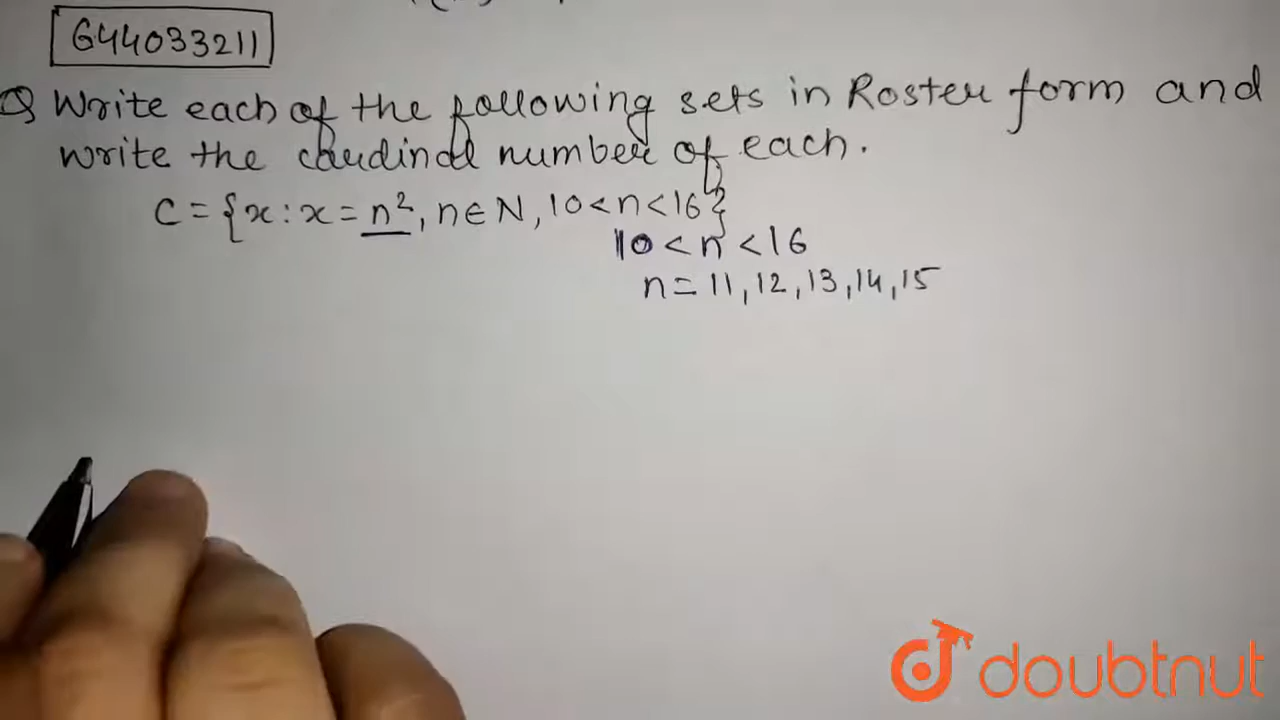 644033211
Q Write each of the following sets in Roster form and
write the cardinal number of each.
C = {x : x = n², n ∈ N, 10 < n < 16}
10 < n < 16
n = 11, 12, 13, 14, 15
doubtnut